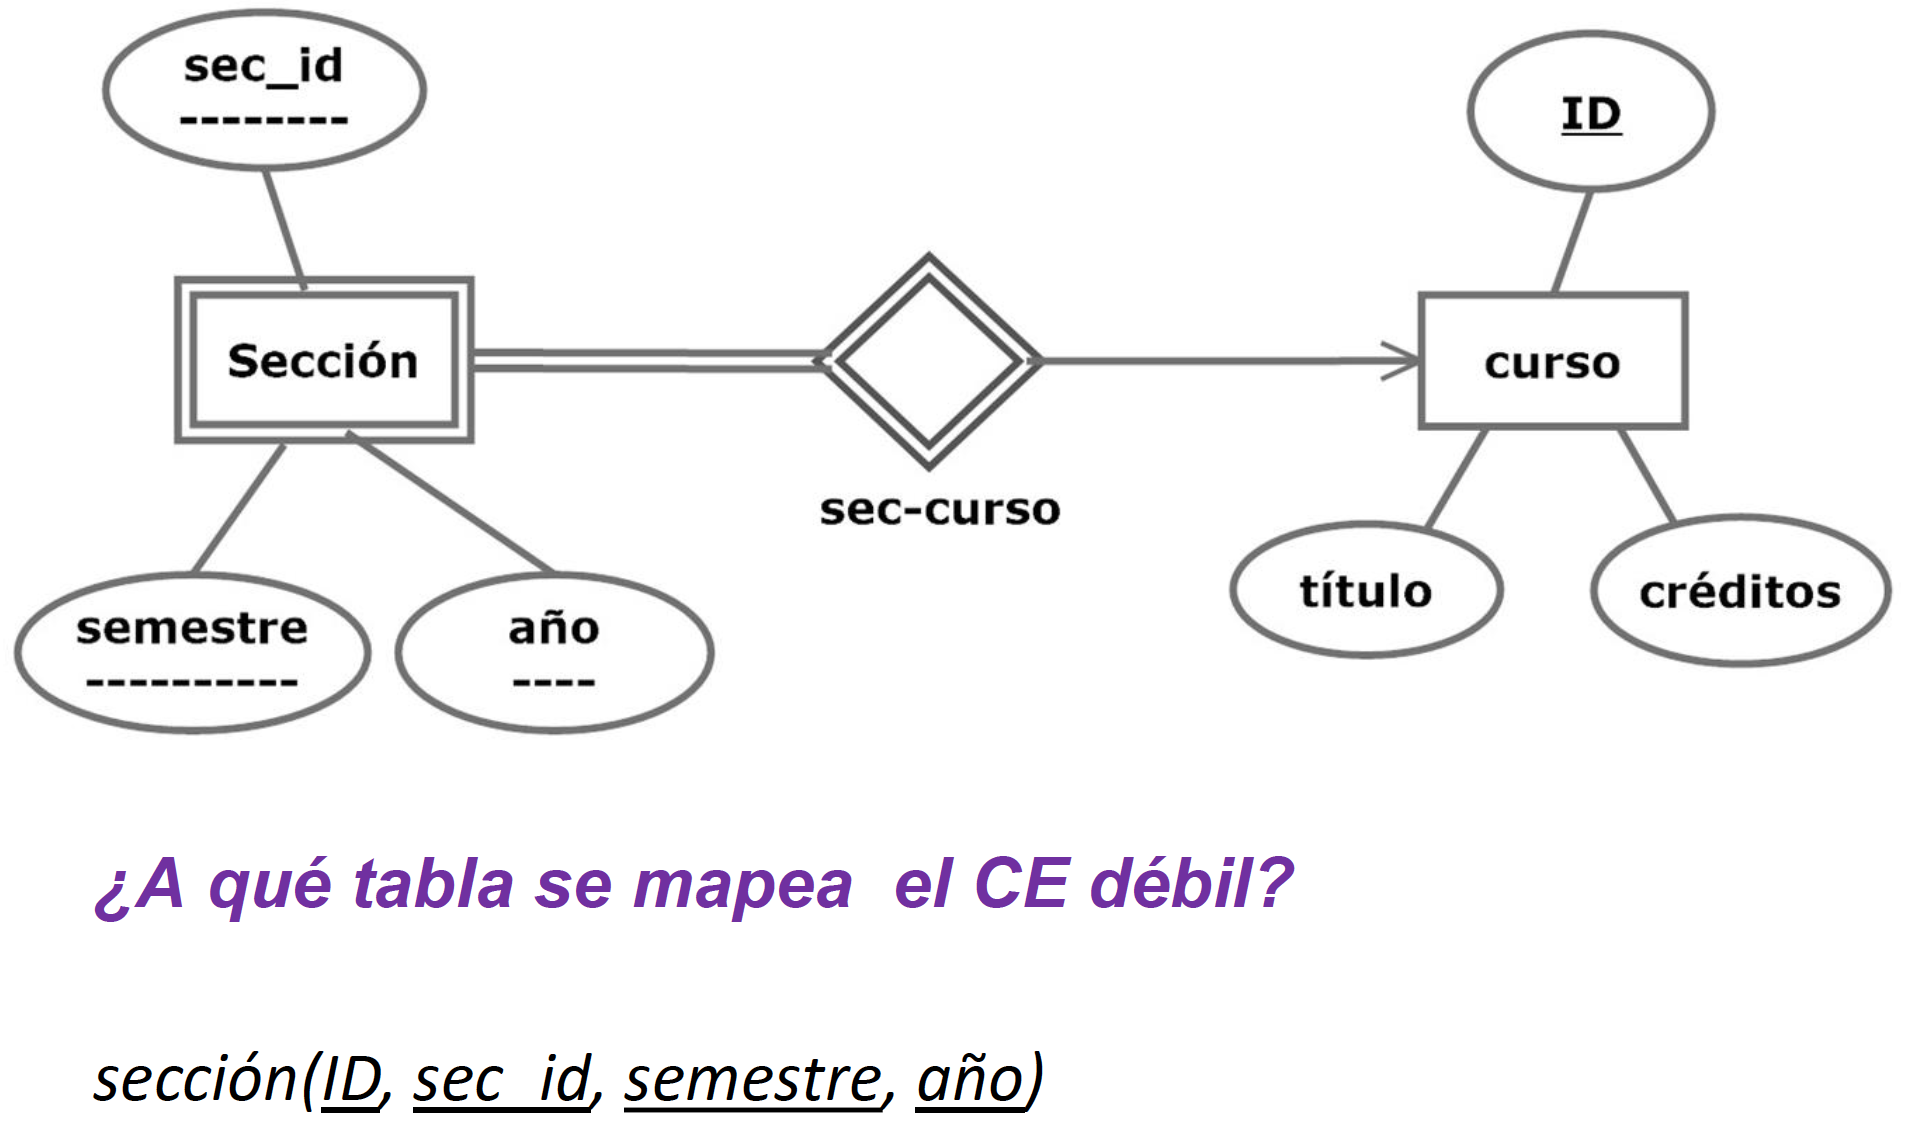 sec_id
--------
ID
Sección
curso
sec-curso
título
créditos
semestre
----------
año
----
¿A qué tabla se mapea el CE débil?
sección(ID, sec_id, semestre, año)